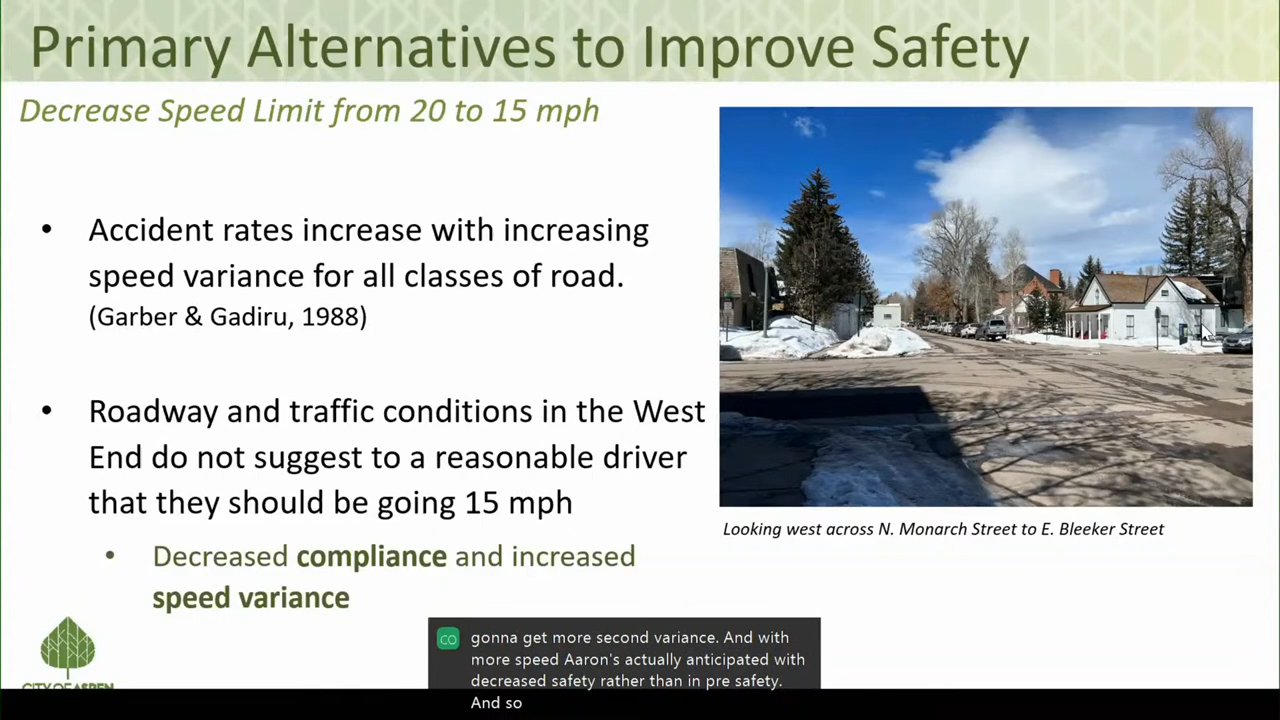 Primary Alternatives to Improve Safety
Decrease Speed Limit from 20 to 15 mph
• Accident rates increase with increasing
speed variance for all classes of road.
(Garber & Gadiru, 1988)
• Roadway and traffic conditions in the West
End do not suggest to a reasonable driver
that they should be going 15 mph
• Decreased compliance and increased
speed variance
Looking west across N. Monarch Street to E. Bleeker Street
CITY OF ASPEN
CO
gonna get more second variance. And with
more speed Aaron's actually anticipated with
decreased safety rather than in pre safety.
And so